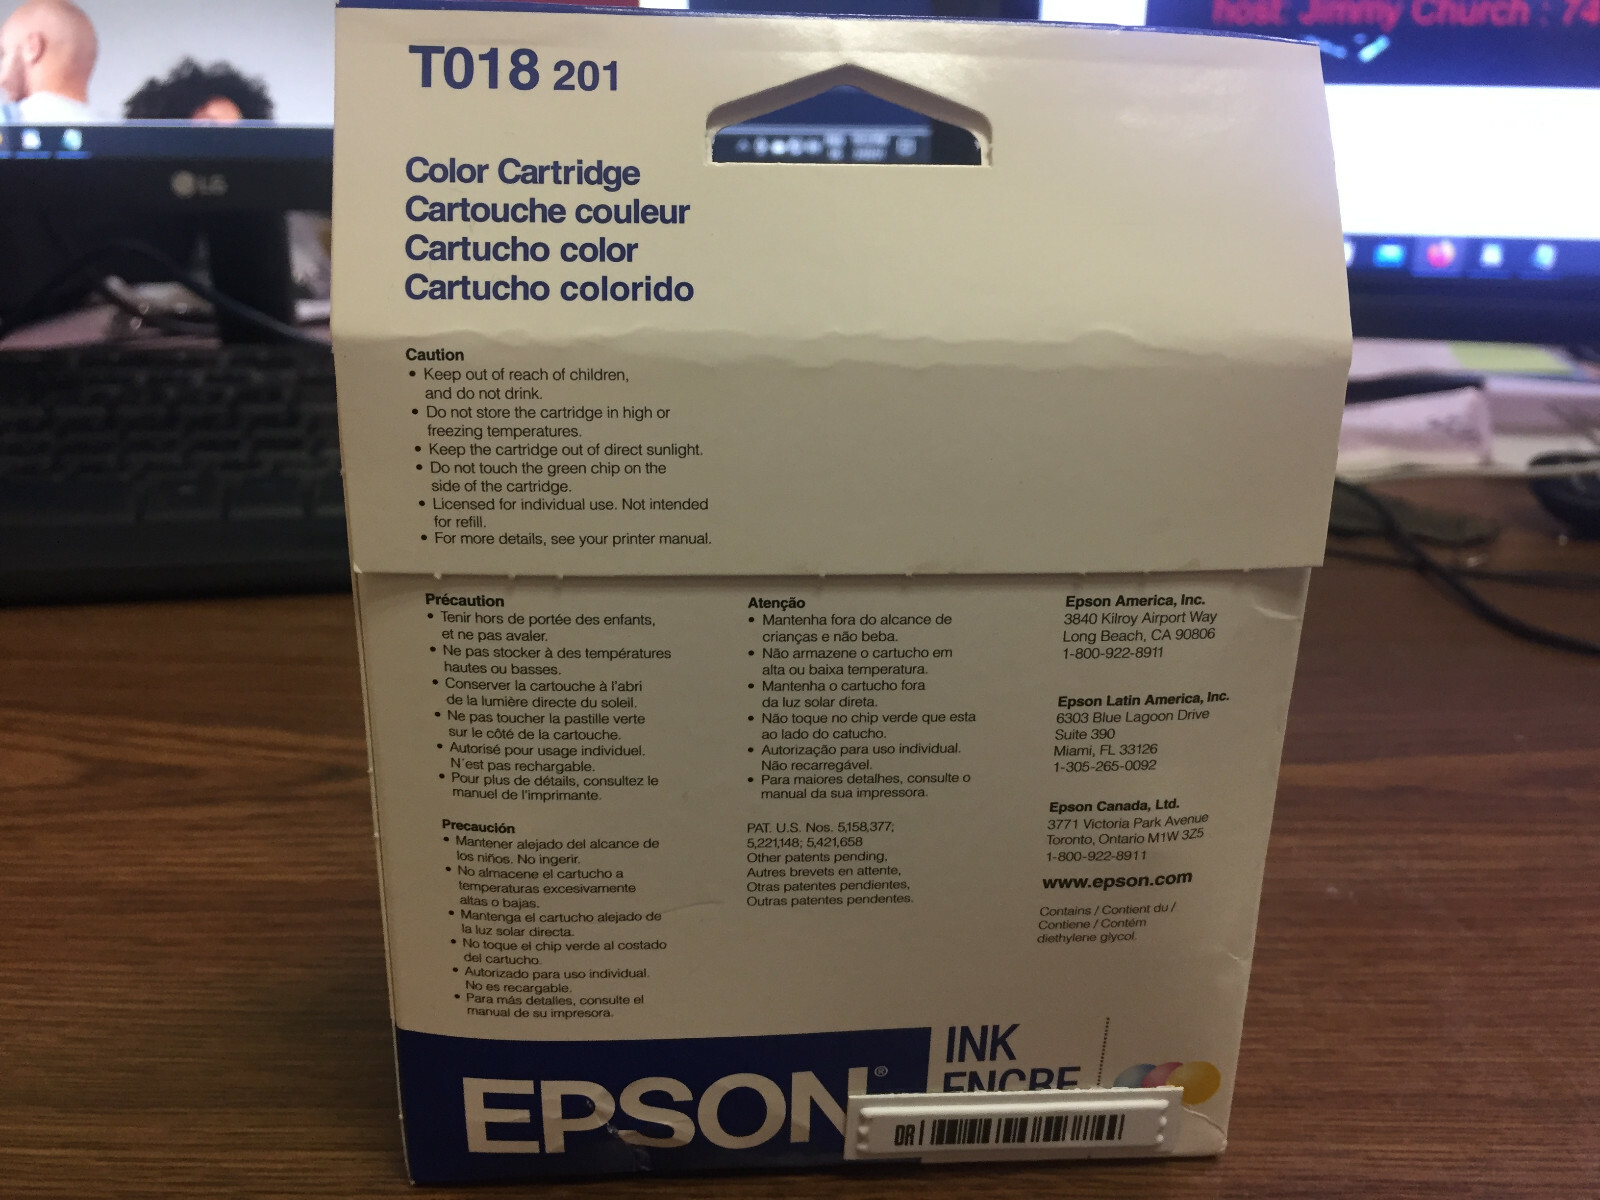 host: Jimmy Church : 74
LG
T018 201
Color Cartridge
Cartouche couleur
Cartucho color
Cartucho colorido
Caution
• Keep out of reach of children,
and do not drink.
• Do not store the cartridge in high or
freezing temperatures.
• Keep the cartridge out of direct sunlight.
• Do not touch the green chip on the
side of the cartridge.
• Licensed for individual use. Not intended
for refill.
• For more details, see your printer manual.
Précaution
• Tenir hors de portée des enfants,
et ne pas avaler.
• Ne pas stocker à des températures
hautes ou basses.
• Conserver la cartouche à l'abri
de la lumière directe du soleil.
• Ne pas toucher la pastille verte
sur le côté de la cartouche.
• Autorisé pour usage individuel.
N'est pas rechargable.
• Pour plus de détails, consultez le
manuel de l'imprimante.
Precaución
• Mantener alejado del alcance de
los niños. No ingerir.
• No almacene el cartucho a
temperaturas excesivamente
altas o bajas.
• Mantenga el cartucho alejado de
la luz solar directa.
• No toque el chip verde al costado
del cartucho.
• Autorizado para uso individual.
No es recargable.
• Para más detalles, consulte el
manual de su impresora.
Atenção
• Mantenha fora do alcance de
crianças e não beba.
• Não armazene o cartucho em
alta ou baixa temperatura.
• Mantenha o cartucho fora
da luz solar direta.
• Não toque no chip verde que esta
ao lado do catucho.
• Autorização para uso individual.
Não recarregável.
• Para maiores detalhes, consulte o
manual da sua impressora.
PAT. U.S. Nos. 5,158,377;
5,221,148; 5,421,658
Other patents pending,
Autres brevets en attente,
Otras patentes pendientes,
Outras patentes pendentes.
Epson America, Inc.
3840 Kilroy Airport Way
Long Beach, CA 90806
1-800-922-8911
Epson Latin America, Inc.
6303 Blue Lagoon Drive
Suite 390
Miami, FL 33126
1-305-265-0092
Epson Canada, Ltd.
3771 Victoria Park Avenue
Toronto, Ontario M1W 3Z5
1-800-922-8911
www.epson.com
Contains / Contient du /
Contiene / Contém
diethylene glycol.
EPSON®
INK
ENCRE
OR